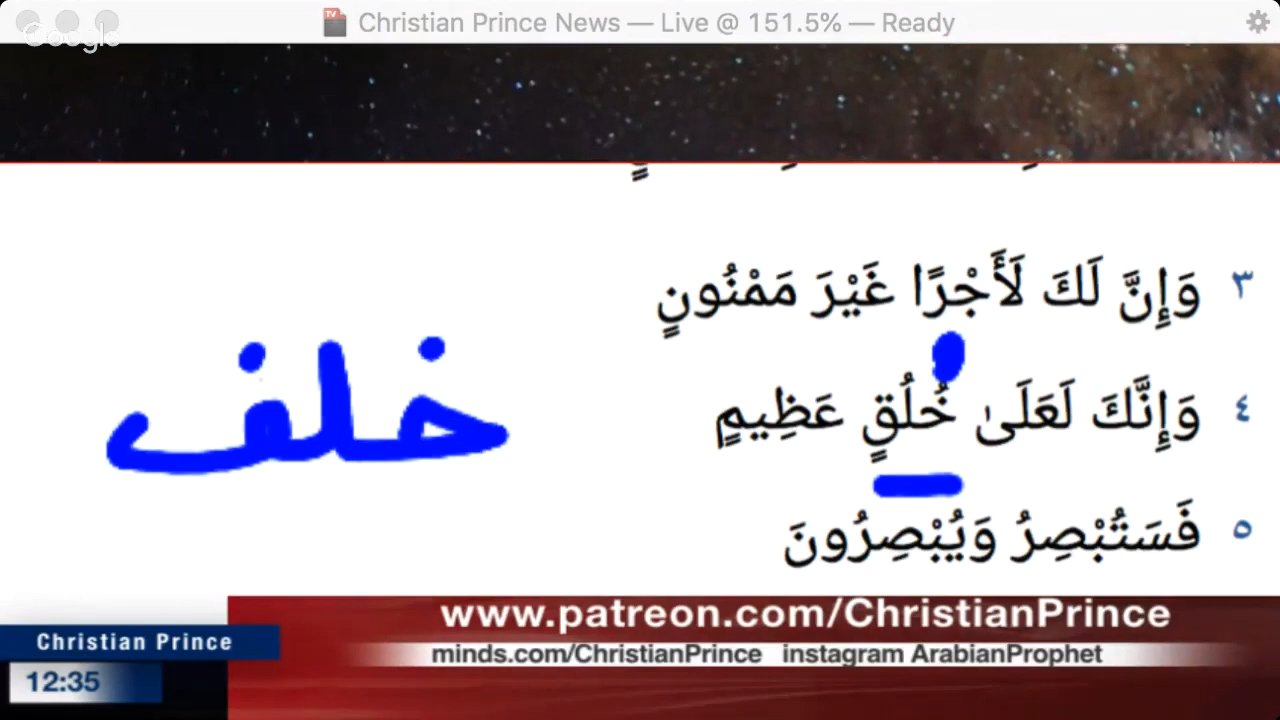 Google
Christian Prince News — Live @ 151.5% — Ready
٣ وَإِنَّ لَكَ لَأَجْرًا غَيْرَ مَمْنُونٍ
٤ وَإِنَّكَ لَعَلَىٰ خُلُقٍ عَظِيمٍ
خلف
٥ فَسَتُبْصِرُ وَيُبْصِرُونَ
www.patreon.com/ChristianPrince
Christian Prince
minds.com/ChristianPrince instagram ArabianProphet
12:35